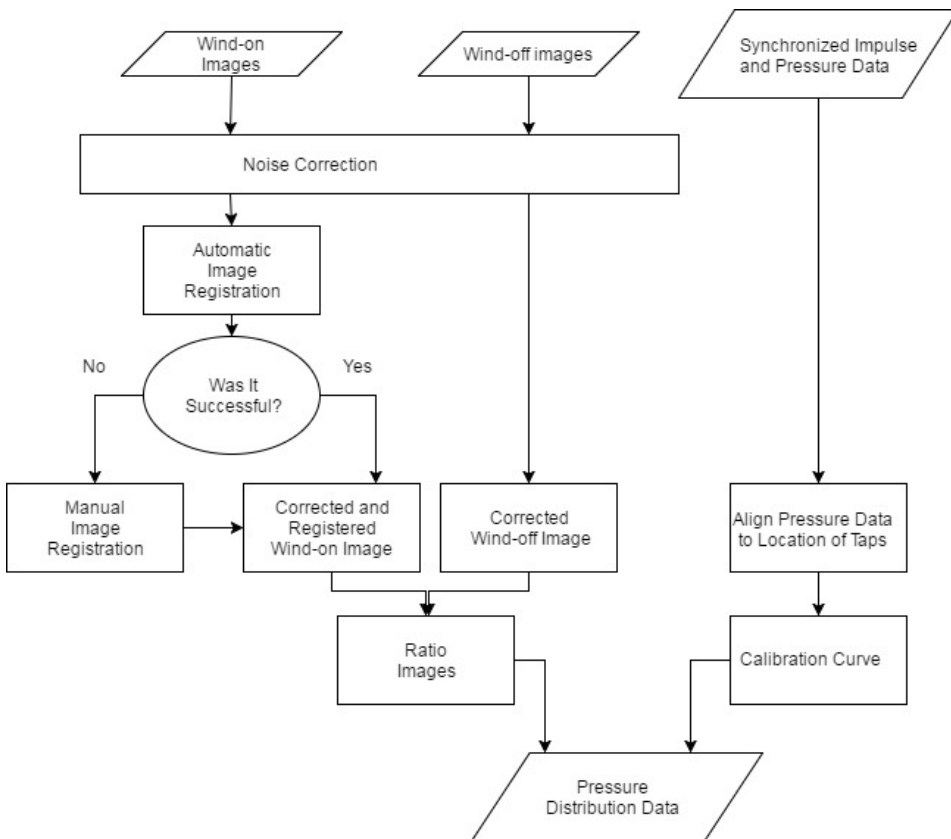 Wind-on
Images
Wind-off images
Synchronized Impulse
and Pressure Data
Noise Correction
Automatic
Image
Registration
No
Yes
Was It
Successful?
Manual
Image
Registration
Corrected and
Registered
Wind-on Image
Corrected
Wind-off Image
Align Pressure Data
to Location of Taps
Ratio
Images
Calibration Curve
Pressure
Distribution Data